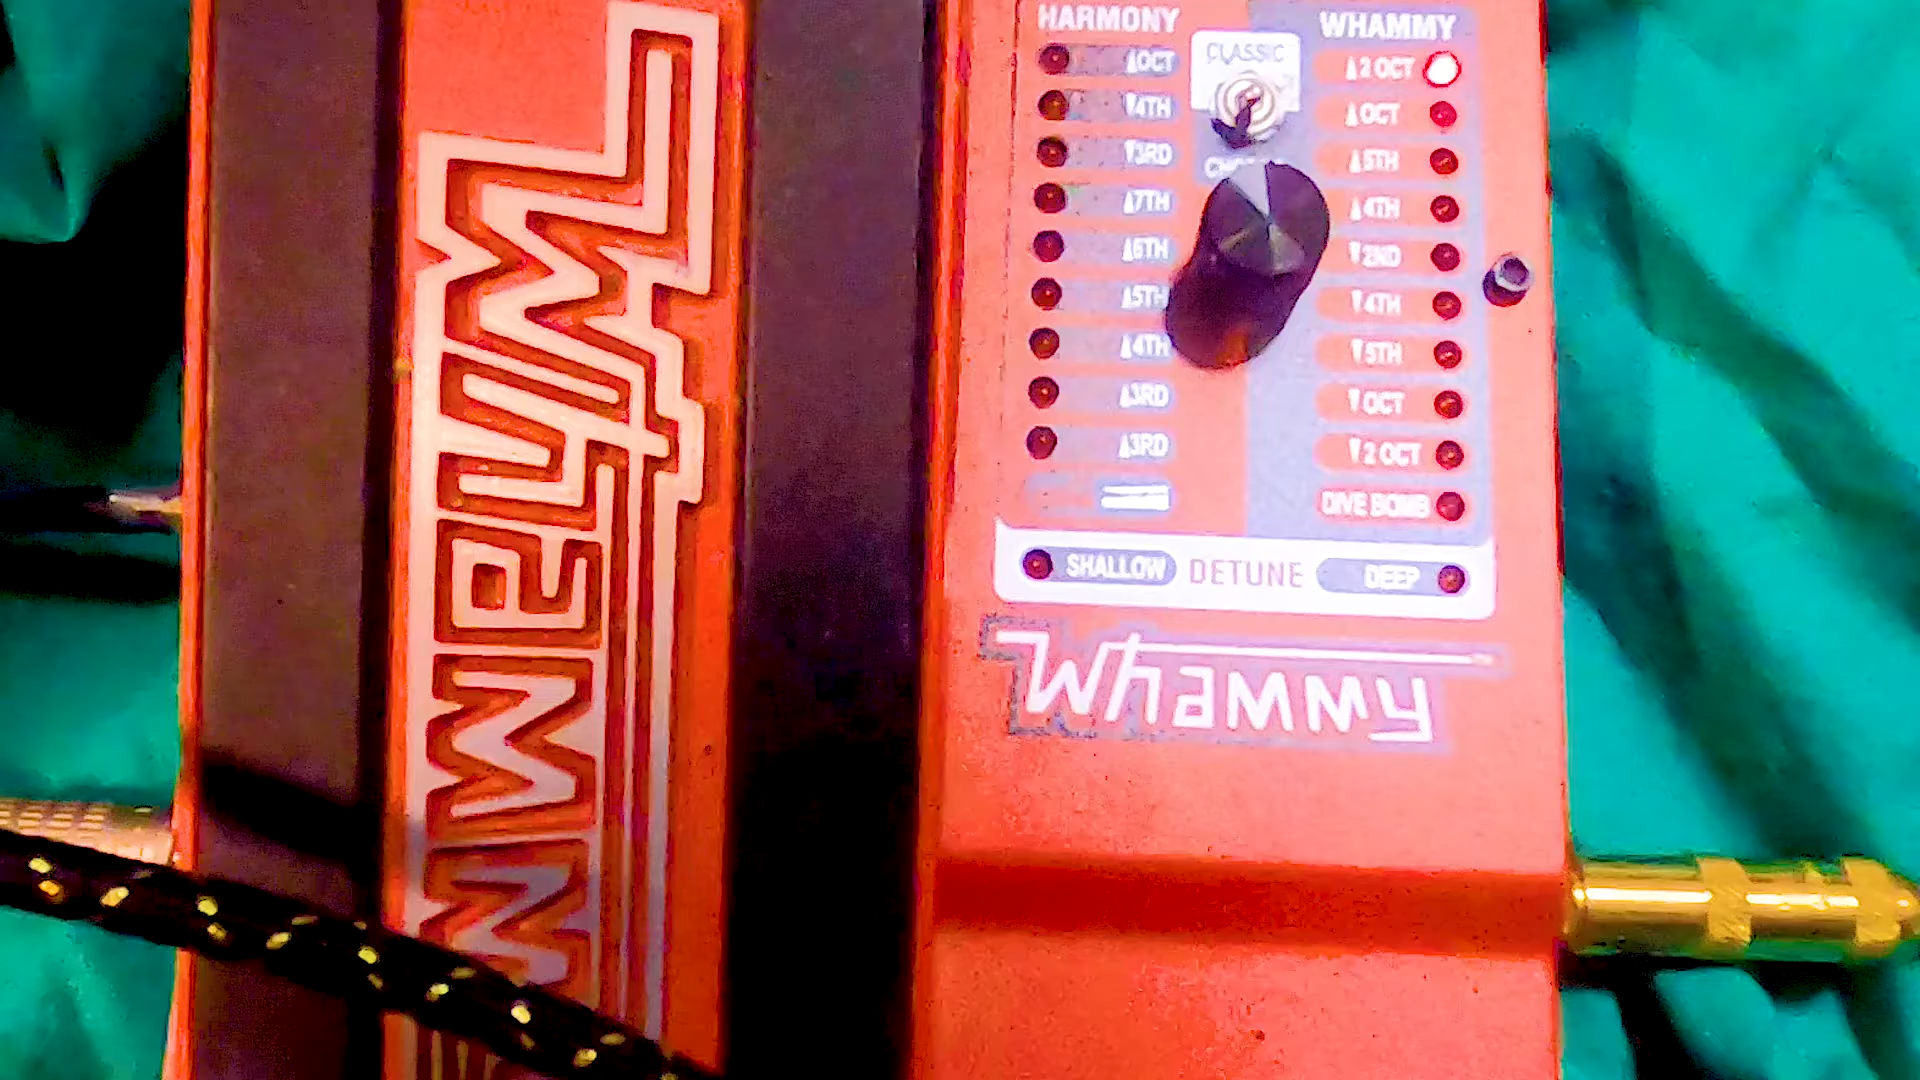 Whammy
HARMONY
▲OCT
▼4TH
▼3RD
▲7TH
▲6TH
▲5TH
▲4TH
▲3RD
▲3RD
CLASSIC
WHAMMY
▲2 OCT
▲OCT
▲5TH
▲4TH
▼2ND
▼4TH
▼5TH
▼OCT
▼2 OCT
DIVE BOMB
SHALLOW DETUNE DEEP
Whammy